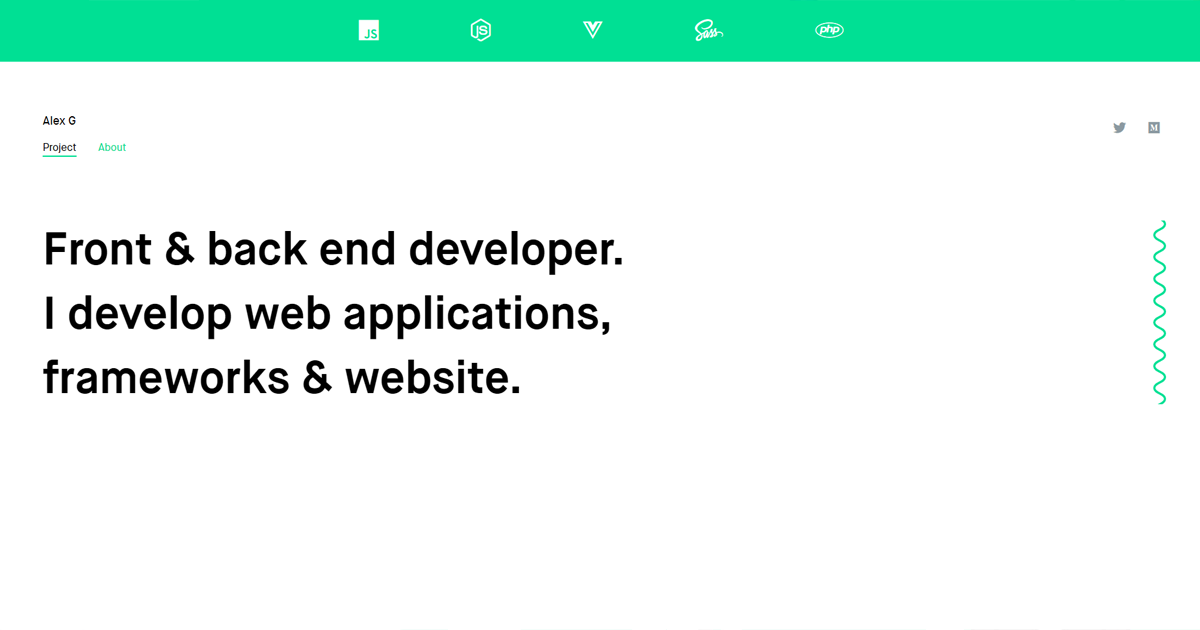 JS
JS
Sass
php
Alex G
Project About
M
Front & back end developer.
I develop web applications,
frameworks & website.